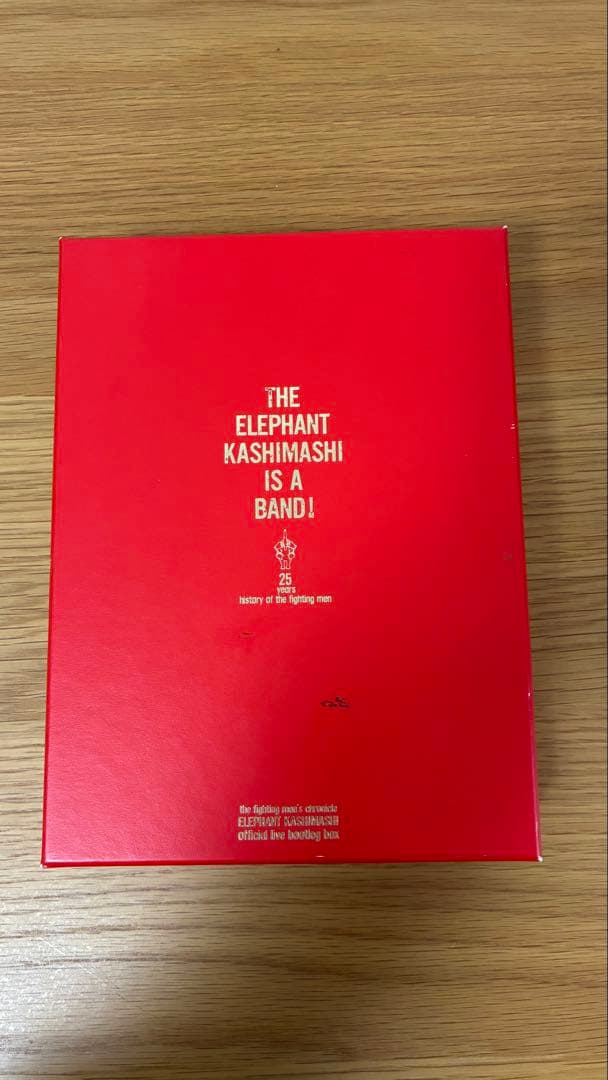 THE
ELEPHANT
KASHIMASHI
IS A
BAND!
25
years
history of the fighting men
the fighting men's chronicle
ELEPHANT KASHIMASHI
official live bootleg box